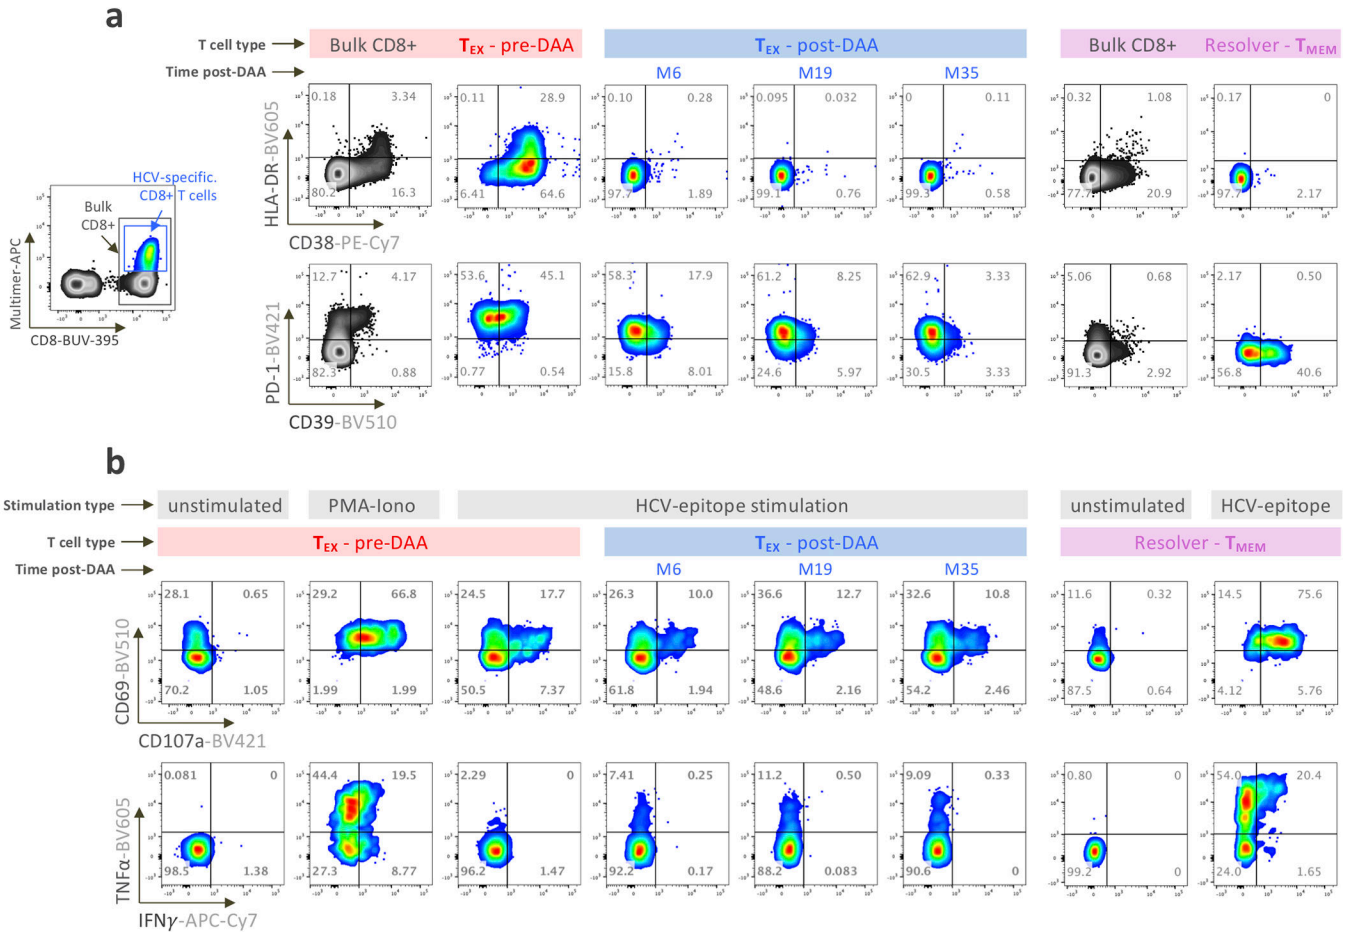 a
T cell type
Bulk CD8+
TEX - pre-DAA
TEX - post-DAA
Bulk CD8+
Resolver - TMEM
Time post-DAA
M6
M19
M35
HLA-DR-BV605
0.18 3.34
80.2 16.3
0.11 28.9
6.41 64.6
0.10 0.28
97.7 1.89
0.095 0.032
99.1 0.76
0 0.11
99.3 0.58
0.32 1.08
77.7 20.9
0.17 0
97.7 2.17
CD38-PE-Cy7
HCV-specific.
CD8+ T cells
Bulk
CD8+
Multimer-APC
CD8-BUV-395
PD-1-BV421
12.7 4.17
82.3 0.88
53.6 45.1
0.77 0.54
58.3 17.9
15.8 8.01
61.2 8.25
24.6 5.97
62.9 3.33
30.5 3.33
5.06 0.68
91.3 2.92
2.17 0.50
56.8 40.6
CD39-BV510
b
Stimulation type
unstimulated
PMA-Iono
HCV-epitope stimulation
unstimulated
HCV-epitope
T cell type
TEX - pre-DAA
TEX - post-DAA
Resolver - TMEM
Time post-DAA
M6
M19
M35
CD69-BV510
28.1 0.65
70.2 1.05
29.2 66.8
1.99 1.99
24.5 17.7
50.5 7.37
26.3 10.0
61.8 1.94
36.6 12.7
48.6 2.16
32.6 10.8
54.2 2.46
11.6 0.32
87.5 0.64
14.5 75.6
4.12 5.76
CD107a-BV421
TNFα-BV605
0.081 0
98.5 1.38
44.4 19.5
27.3 8.77
2.29 0
96.2 1.47
7.41 0.25
92.2 0.17
11.2 0.50
88.2 0.083
9.09 0.33
90.6 0
0.80 0
99.2 0
54.0 20.4
24.0 1.65
IFNγ-APC-Cy7